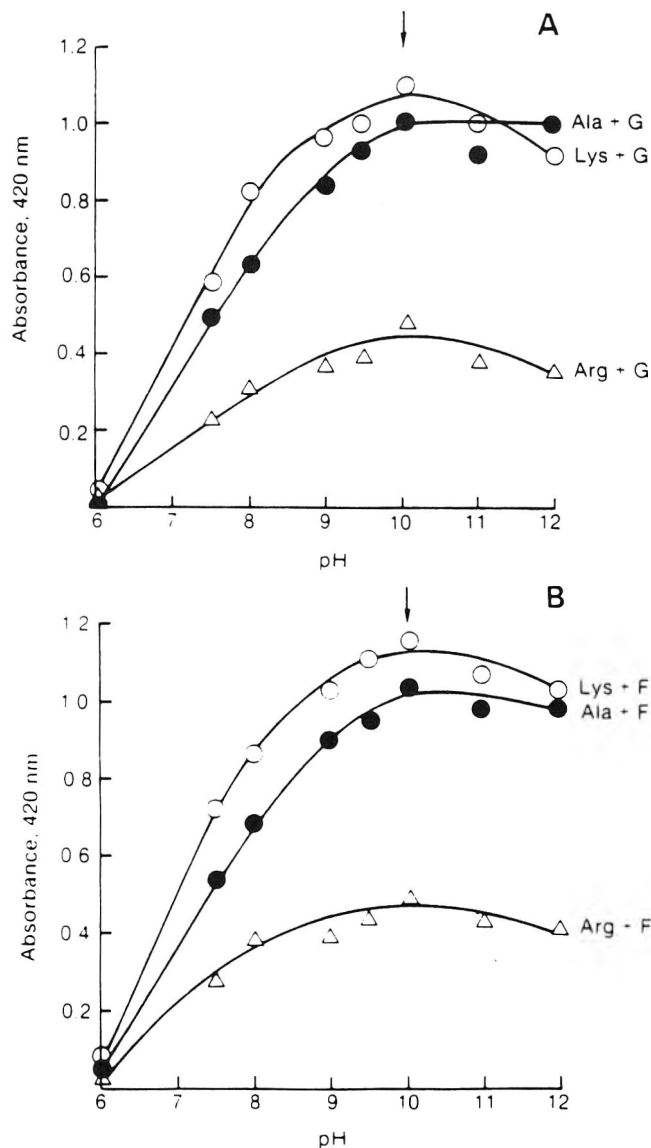 A
Absorbance, 420 nm
1.2
1.0
0.8
0.6
0.4
0.2
6
7
8
9
10
11
12
pH
Ala + G
Lys + G
Arg + G
B
Absorbance, 420 nm
1.2
1.0
0.8
0.6
0.4
0.2
6
7
8
9
10
11
12
pH
Lys + F
Ala + F
Arg + F